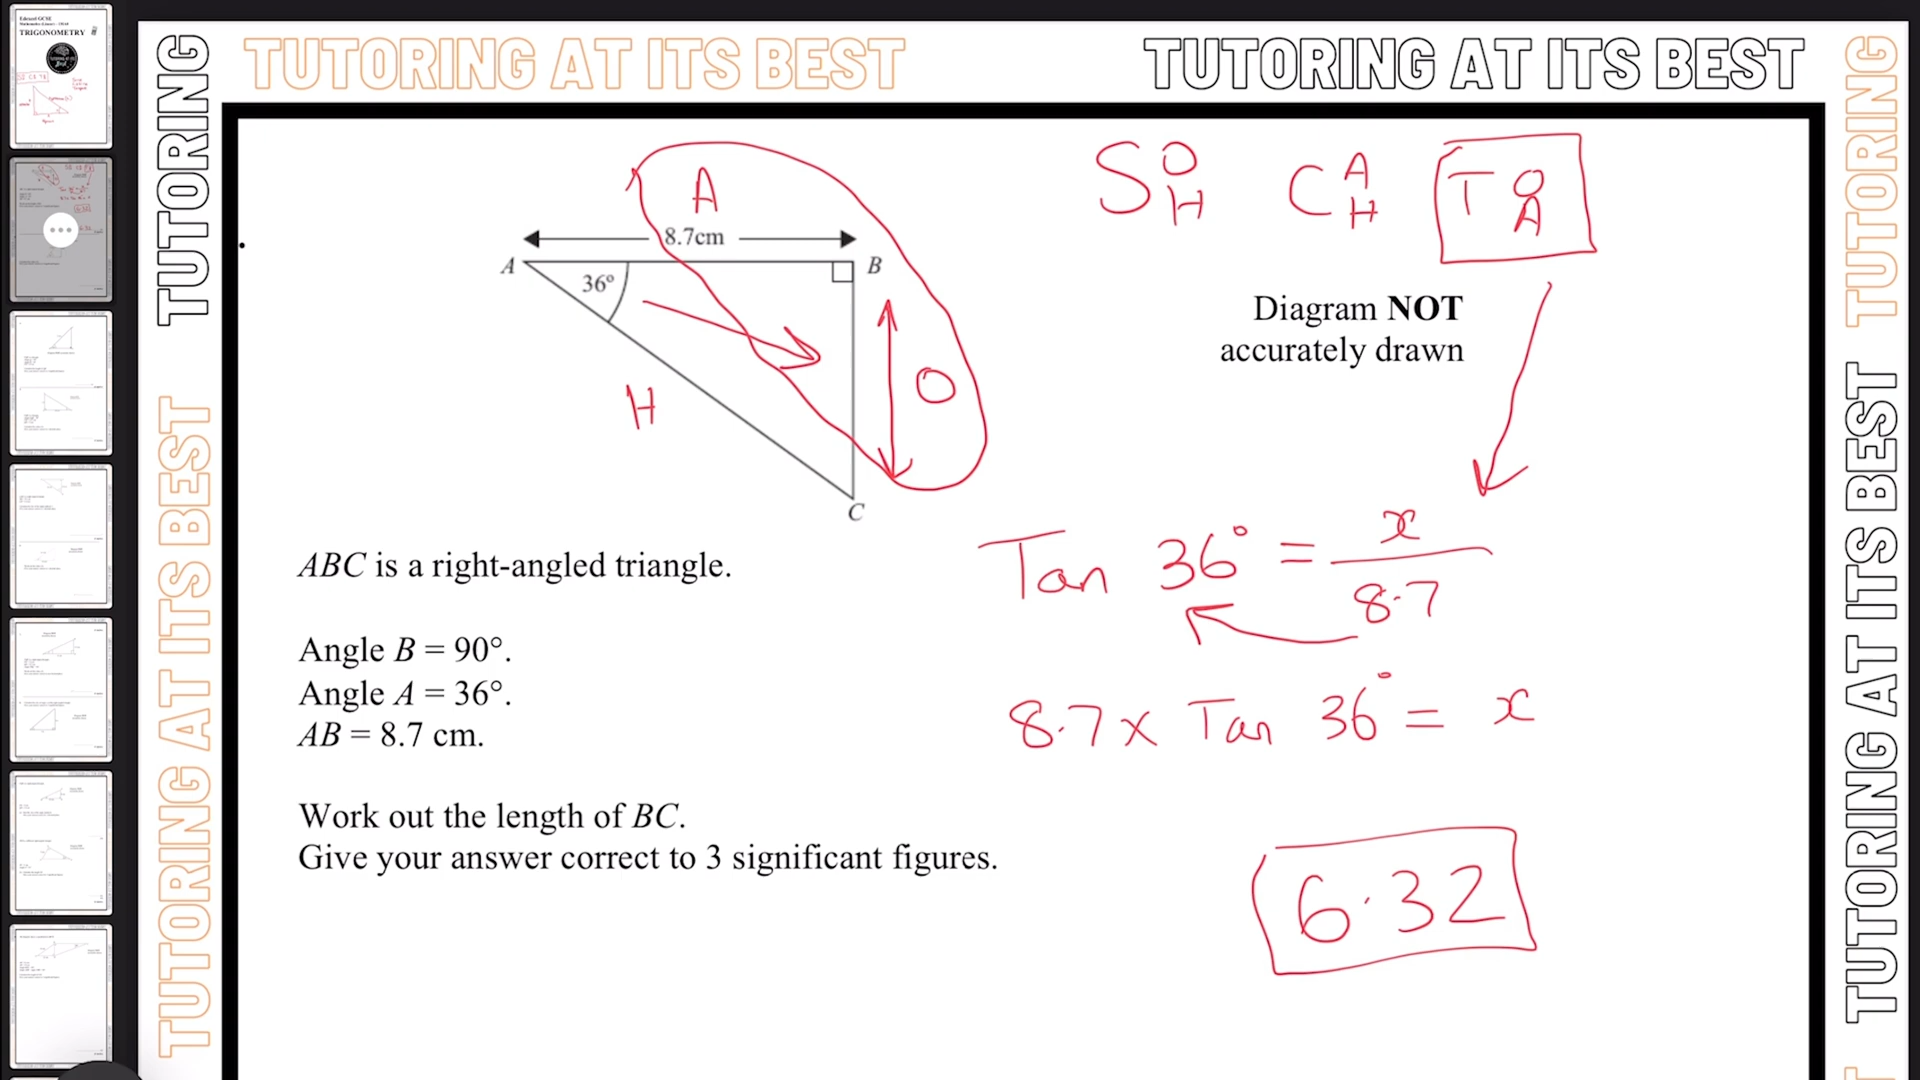 Edexcel GCSE
TRIGONOMETRY
TUTORING AT ITS BEST
TUTORING AT ITS BEST
TUTORING
TUTORING AT ITS BEST
TUTORING
TUTORING AT ITS BEST
A
S O H
C A H
T O A
8.7cm
A
B
36°
Diagram NOT
accurately drawn
O
H
C
Tan 36° = x / 8.7
ABC is a right-angled triangle.
Angle B = 90°.
Angle A = 36°.
AB = 8.7 cm.
8.7 x Tan 36° = x
Work out the length of BC.
Give your answer correct to 3 significant figures.
6.32